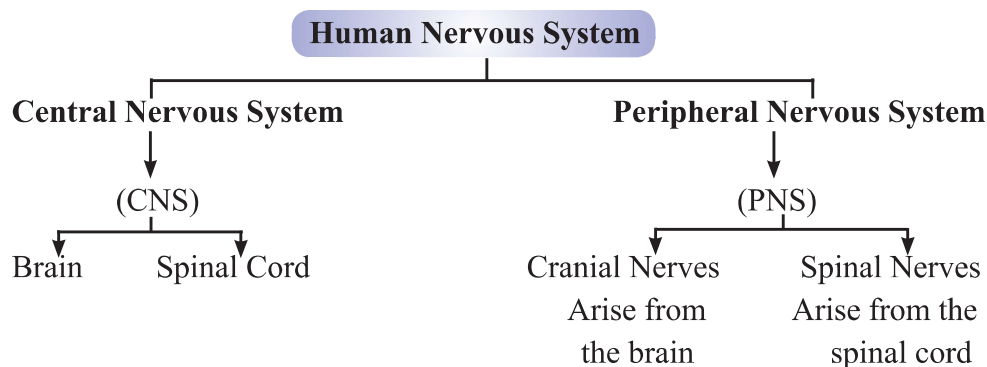 Human Nervous System
Central Nervous System
Peripheral Nervous System
(CNS)
(PNS)
Brain
Spinal Cord
Cranial Nerves
Arise from
the brain
Spinal Nerves
Arise from the
spinal cord